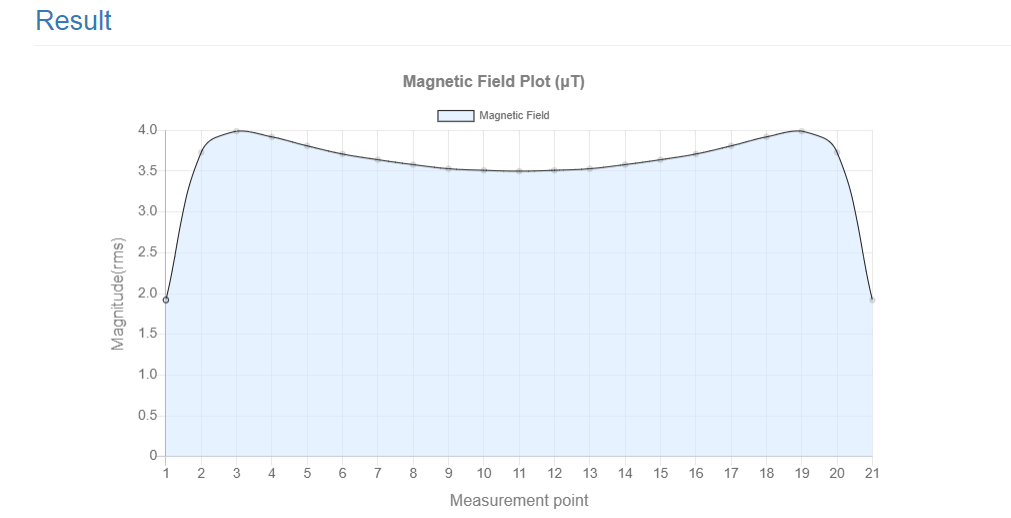 Result
Magnetic Field Plot (µT)
Magnetic Field
4.0
3.5
3.0
2.5
2.0
1.5
1.0
0.5
0
Magnitude(rms)
1 2 3 4 5 6 7 8 9 10 11 12 13 14 15 16 17 18 19 20 21
Measurement point